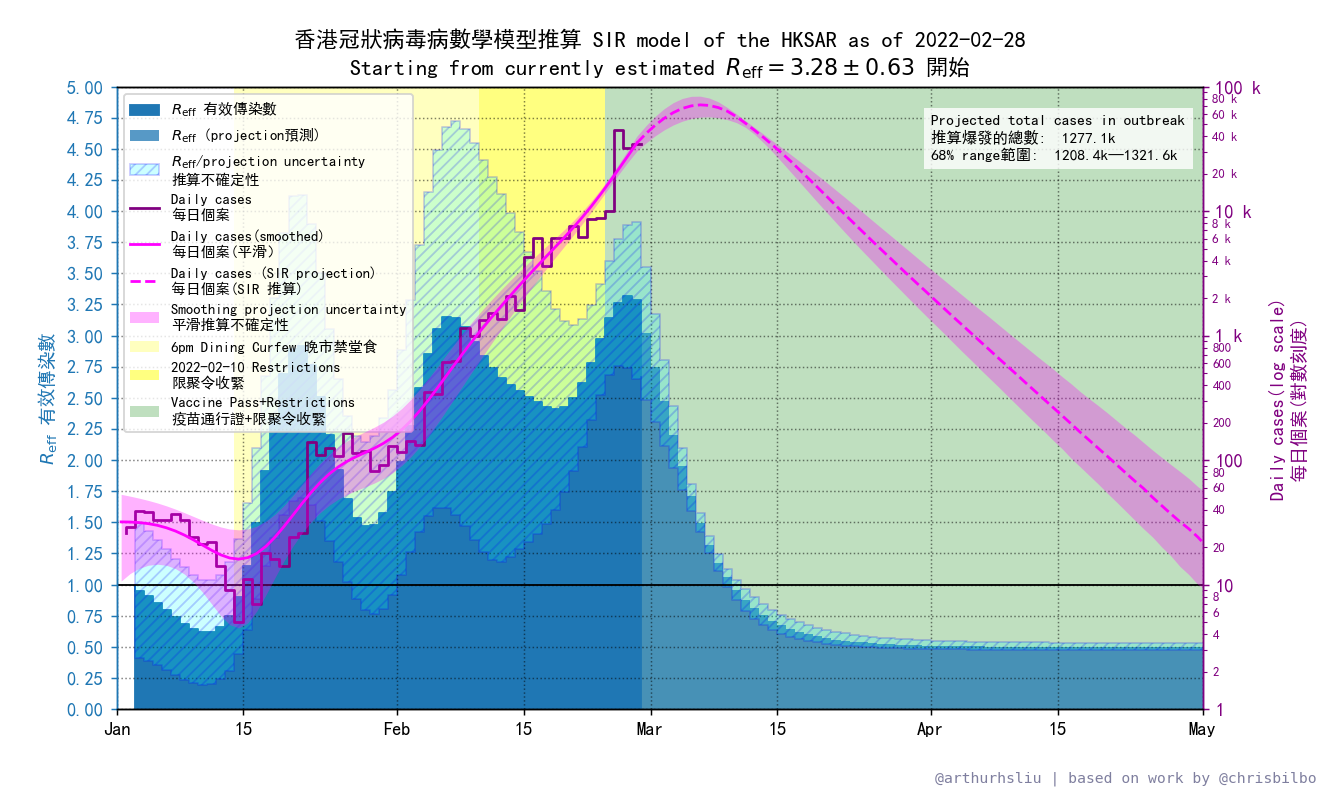 香港冠狀病毒病數學模型推算 SIR model of the HKSAR as of 2022-02-28
Starting from currently estimated R_eff = 3.28 ± 0.63 開始
R_eff 有效傳染數
R_eff (projection預測)
R_eff/projection uncertainty
推算不確定性
Daily cases
每日個案
Daily cases(smoothed)
每日個案(平滑)
Daily cases (SIR projection)
每日個案(SIR 推算)
Smoothing projection uncertainty
平滑推算不確定性
6pm Dining Curfew 晚市禁堂食
2022-02-10 Restrictions
限聚令收緊
Vaccine Pass+Restrictions
疫苗通行證+限聚令收緊
Projected total cases in outbreak
推算爆發的總數: 1277.1k
68% range範圍: 1208.4k—1321.6k
R_eff 有效傳染數
5.00
4.75
4.50
4.25
4.00
3.75
3.50
3.25
3.00
2.75
2.50
2.25
2.00
1.75
1.50
1.25
1.00
0.75
0.50
0.25
0.00
Jan
15
Feb
15
Mar
15
Apr
15
May
100 k
80 k
60 k
40 k
20 k
10 k
8 k
6 k
4 k
2 k
1 k
800
600
400
200
100
80
60
40
20
10
8
6
4
2
1
Daily cases(log scale)
每日個案(對數刻度)
@arthurhsliu | based on work by @chrisbilbo